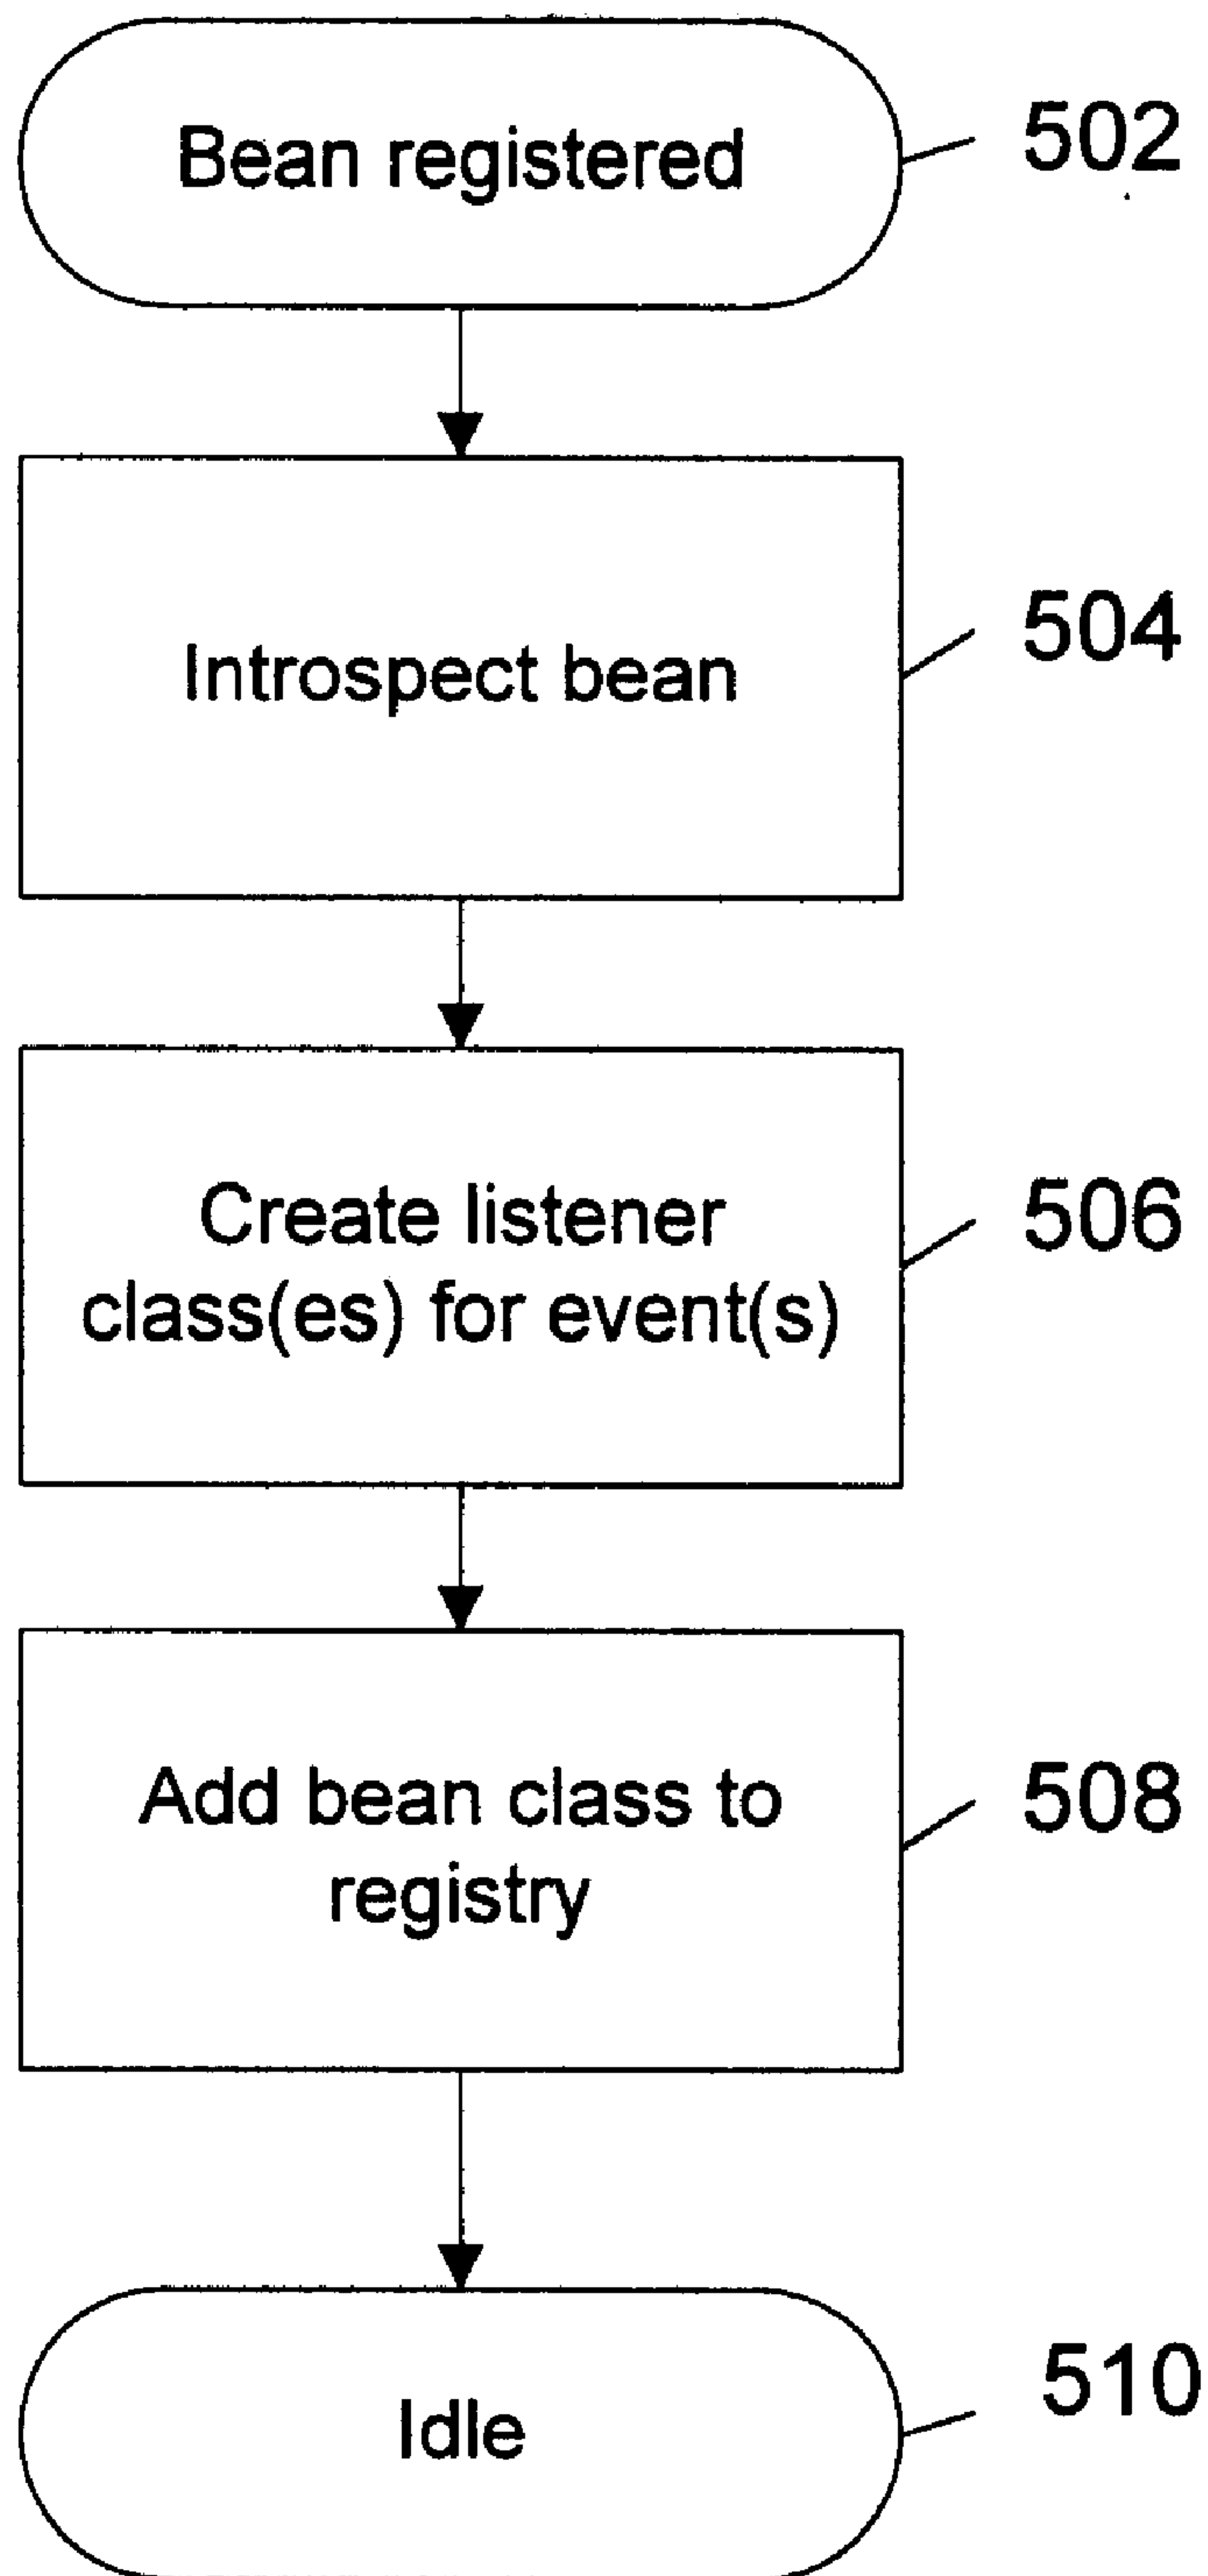 Bean registered
502
Introspect bean
504
Create listener
class(es) for event(s)
506
Add bean class to
registry
508
Idle
510